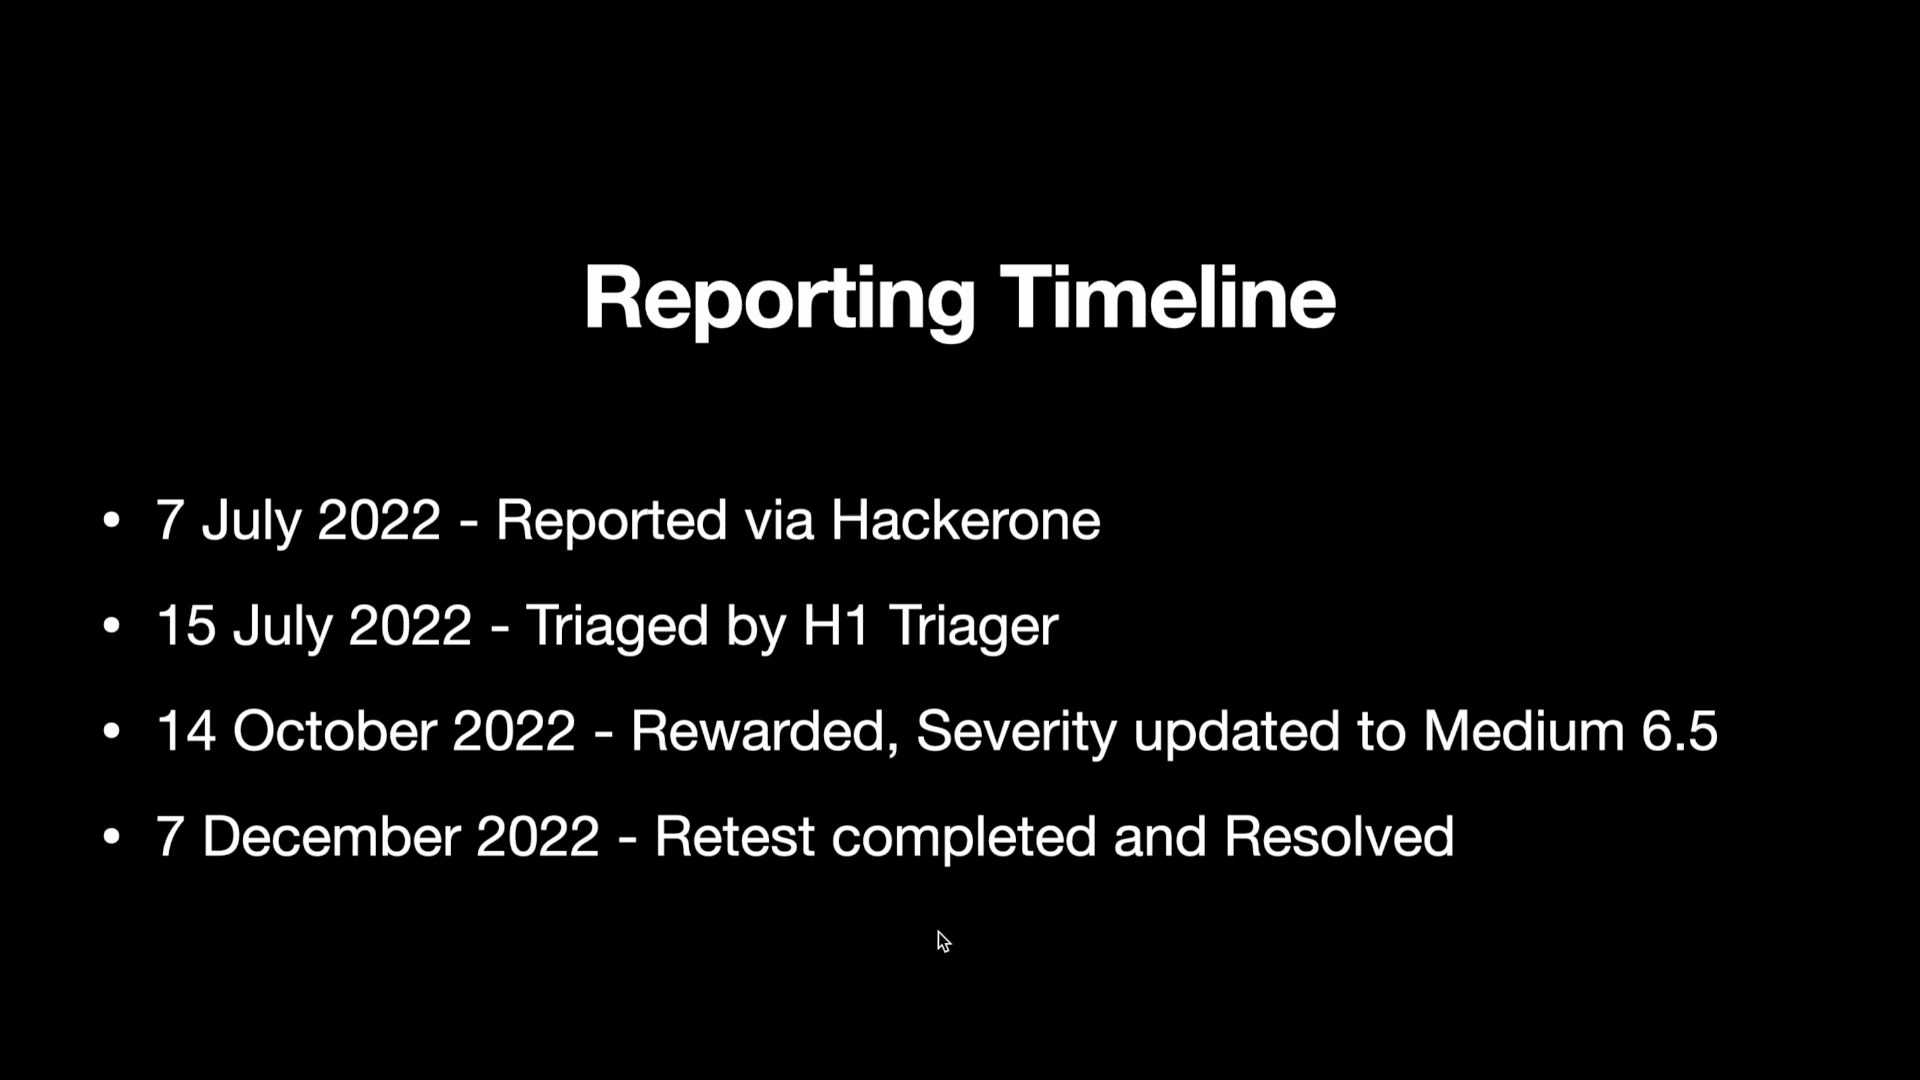 Reporting Timeline
• 7 July 2022 - Reported via Hackerone
• 15 July 2022 - Triaged by H1 Triager
• 14 October 2022 - Rewarded, Severity updated to Medium 6.5
• 7 December 2022 - Retest completed and Resolved